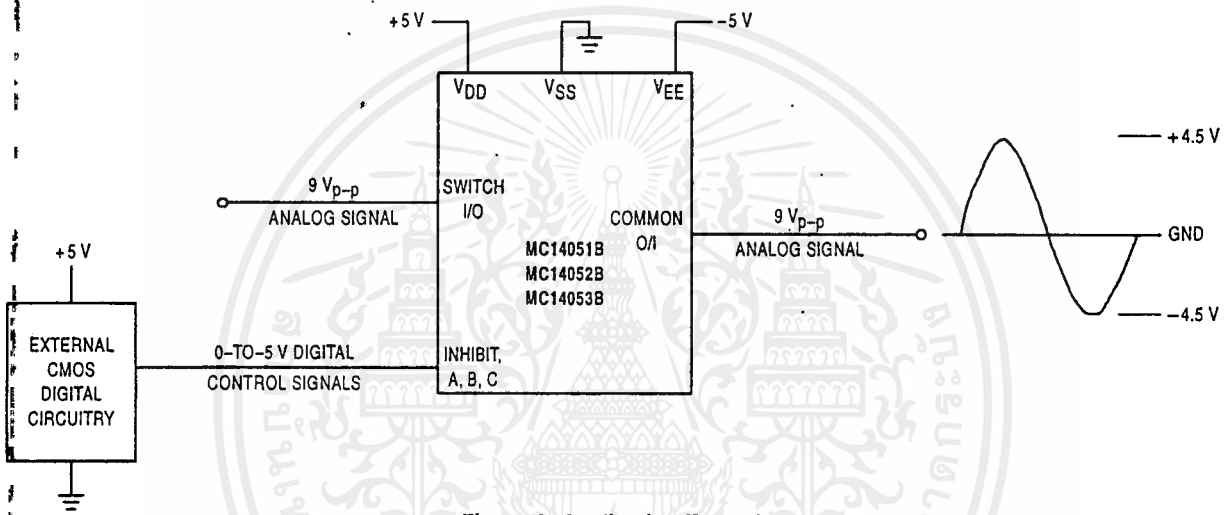 +5 V
−5 V
VDD
VSS
VEE
+4.5 V
9 Vp–p
ANALOG SIGNAL
SWITCH
I/O
COMMON
O/I
9 Vp–p
ANALOG SIGNAL
GND
MC14051B
MC14052B
MC14053B
+5 V
−4.5 V
EXTERNAL
CMOS
DIGITAL
CIRCUITRY
0–TO–5 V DIGITAL
CONTROL SIGNALS
INHIBIT,
A, B, C